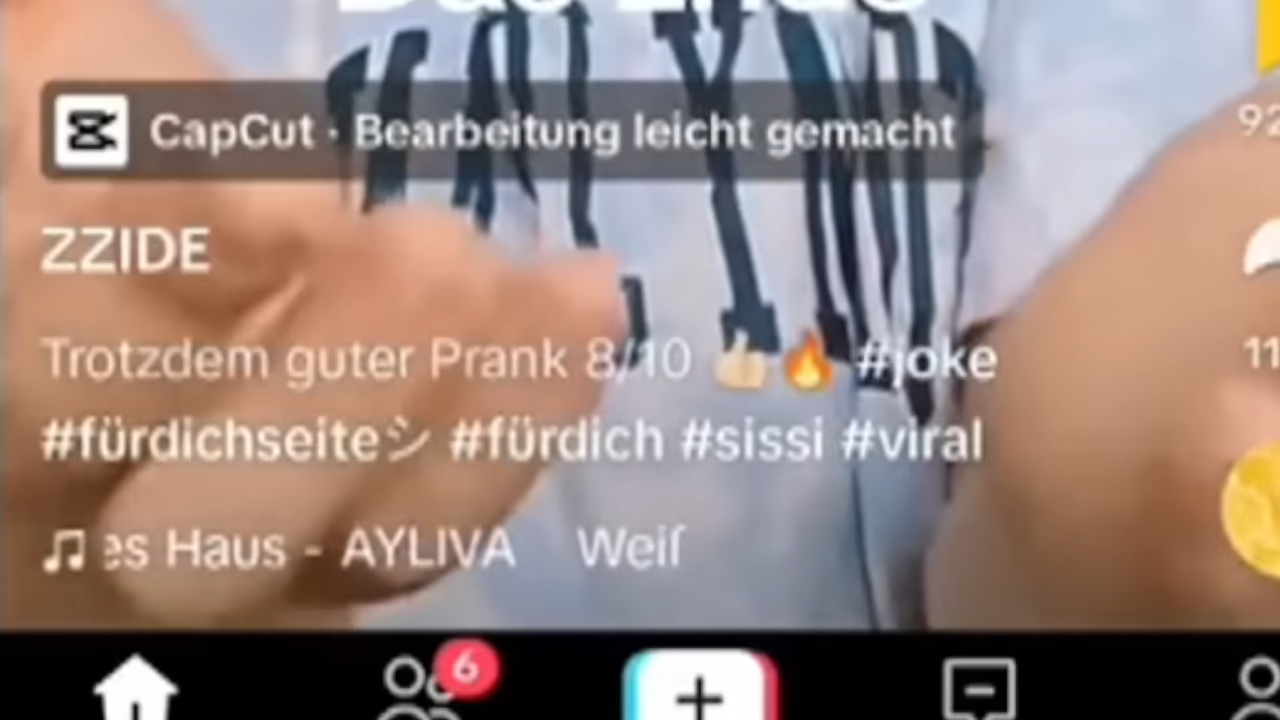 CapCut · Bearbeitung leicht gemacht
ZZIDE
Trotzdem guter Prank 8/10 👍🏼🔥 #joke
#fürdichseiteシ #fürdich #sissi #viral
es Haus - AYLIVA
6